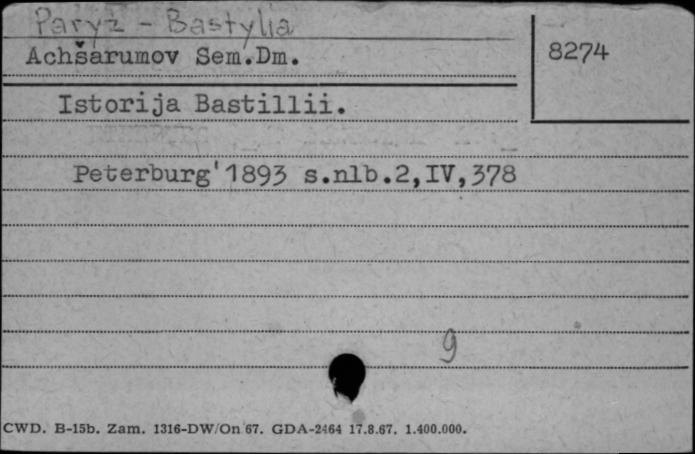 Paryż - Bastylia
Achšarumov Sem.Dm.
8274
Istorija Bastillii.
Peterburg'1893 s.nlb.2,IV,378
9
CWD. B-15b. Zam. 1316-DW/On 67. GDA-2464 17.8.67. 1.400.000.